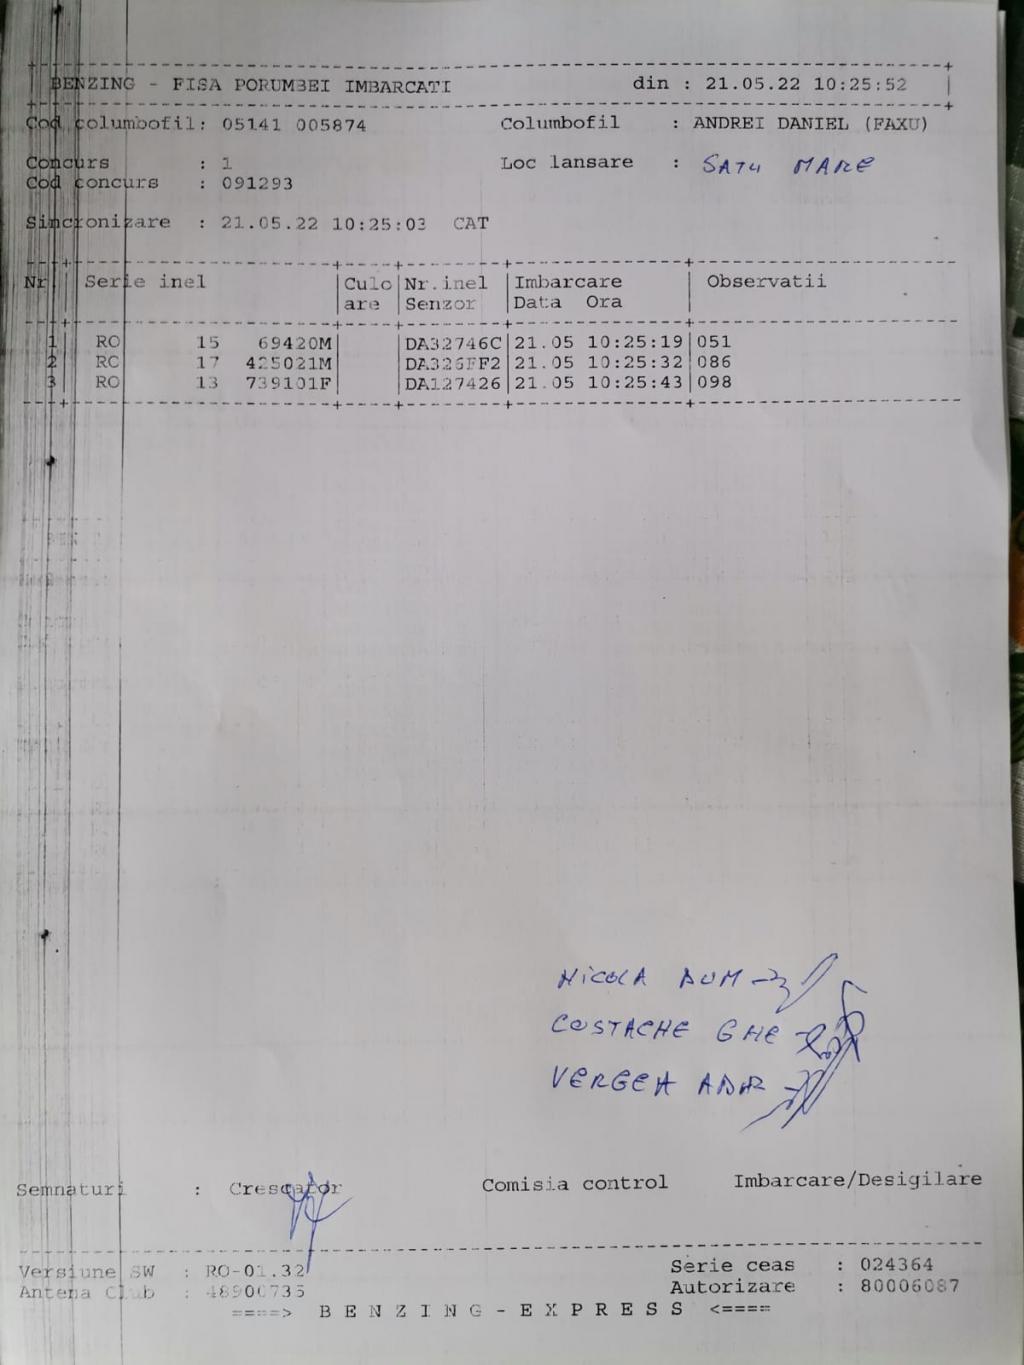 BENZING - FISA PORUMBEI IMBARCATI din : 21.05.22 10:25:52
Cod columbofil: 05141 005874 Columbofil : ANDREI DANIEL (FAXU)
Concurs : 1 Loc lansare : SATU MARE
Cod concurs : 091293
Sincronizare : 21.05.22 10:25:03 CAT
Nr Serie inel Culo Nr.inel Imbarcare Observatii
are Senzor Data Ora
1 RO 15 69420M DA32746C 21.05 10:25:19 051
2 RO 17 425021M DA326FF2 21.05 10:25:32 086
3 RO 13 739101F DA127426 21.05 10:25:43 098
NICOLA DUM
COSTACHE GHE
VERGEA
Semnaturi : Crescator Comisia control Imbarcare/Desigilare
Versiune SW : RO-01.32 Serie ceas : 024364
Antena Club : 48900735 Autorizare : 80006087
====> B E N Z I N G - E X P R E S S <====